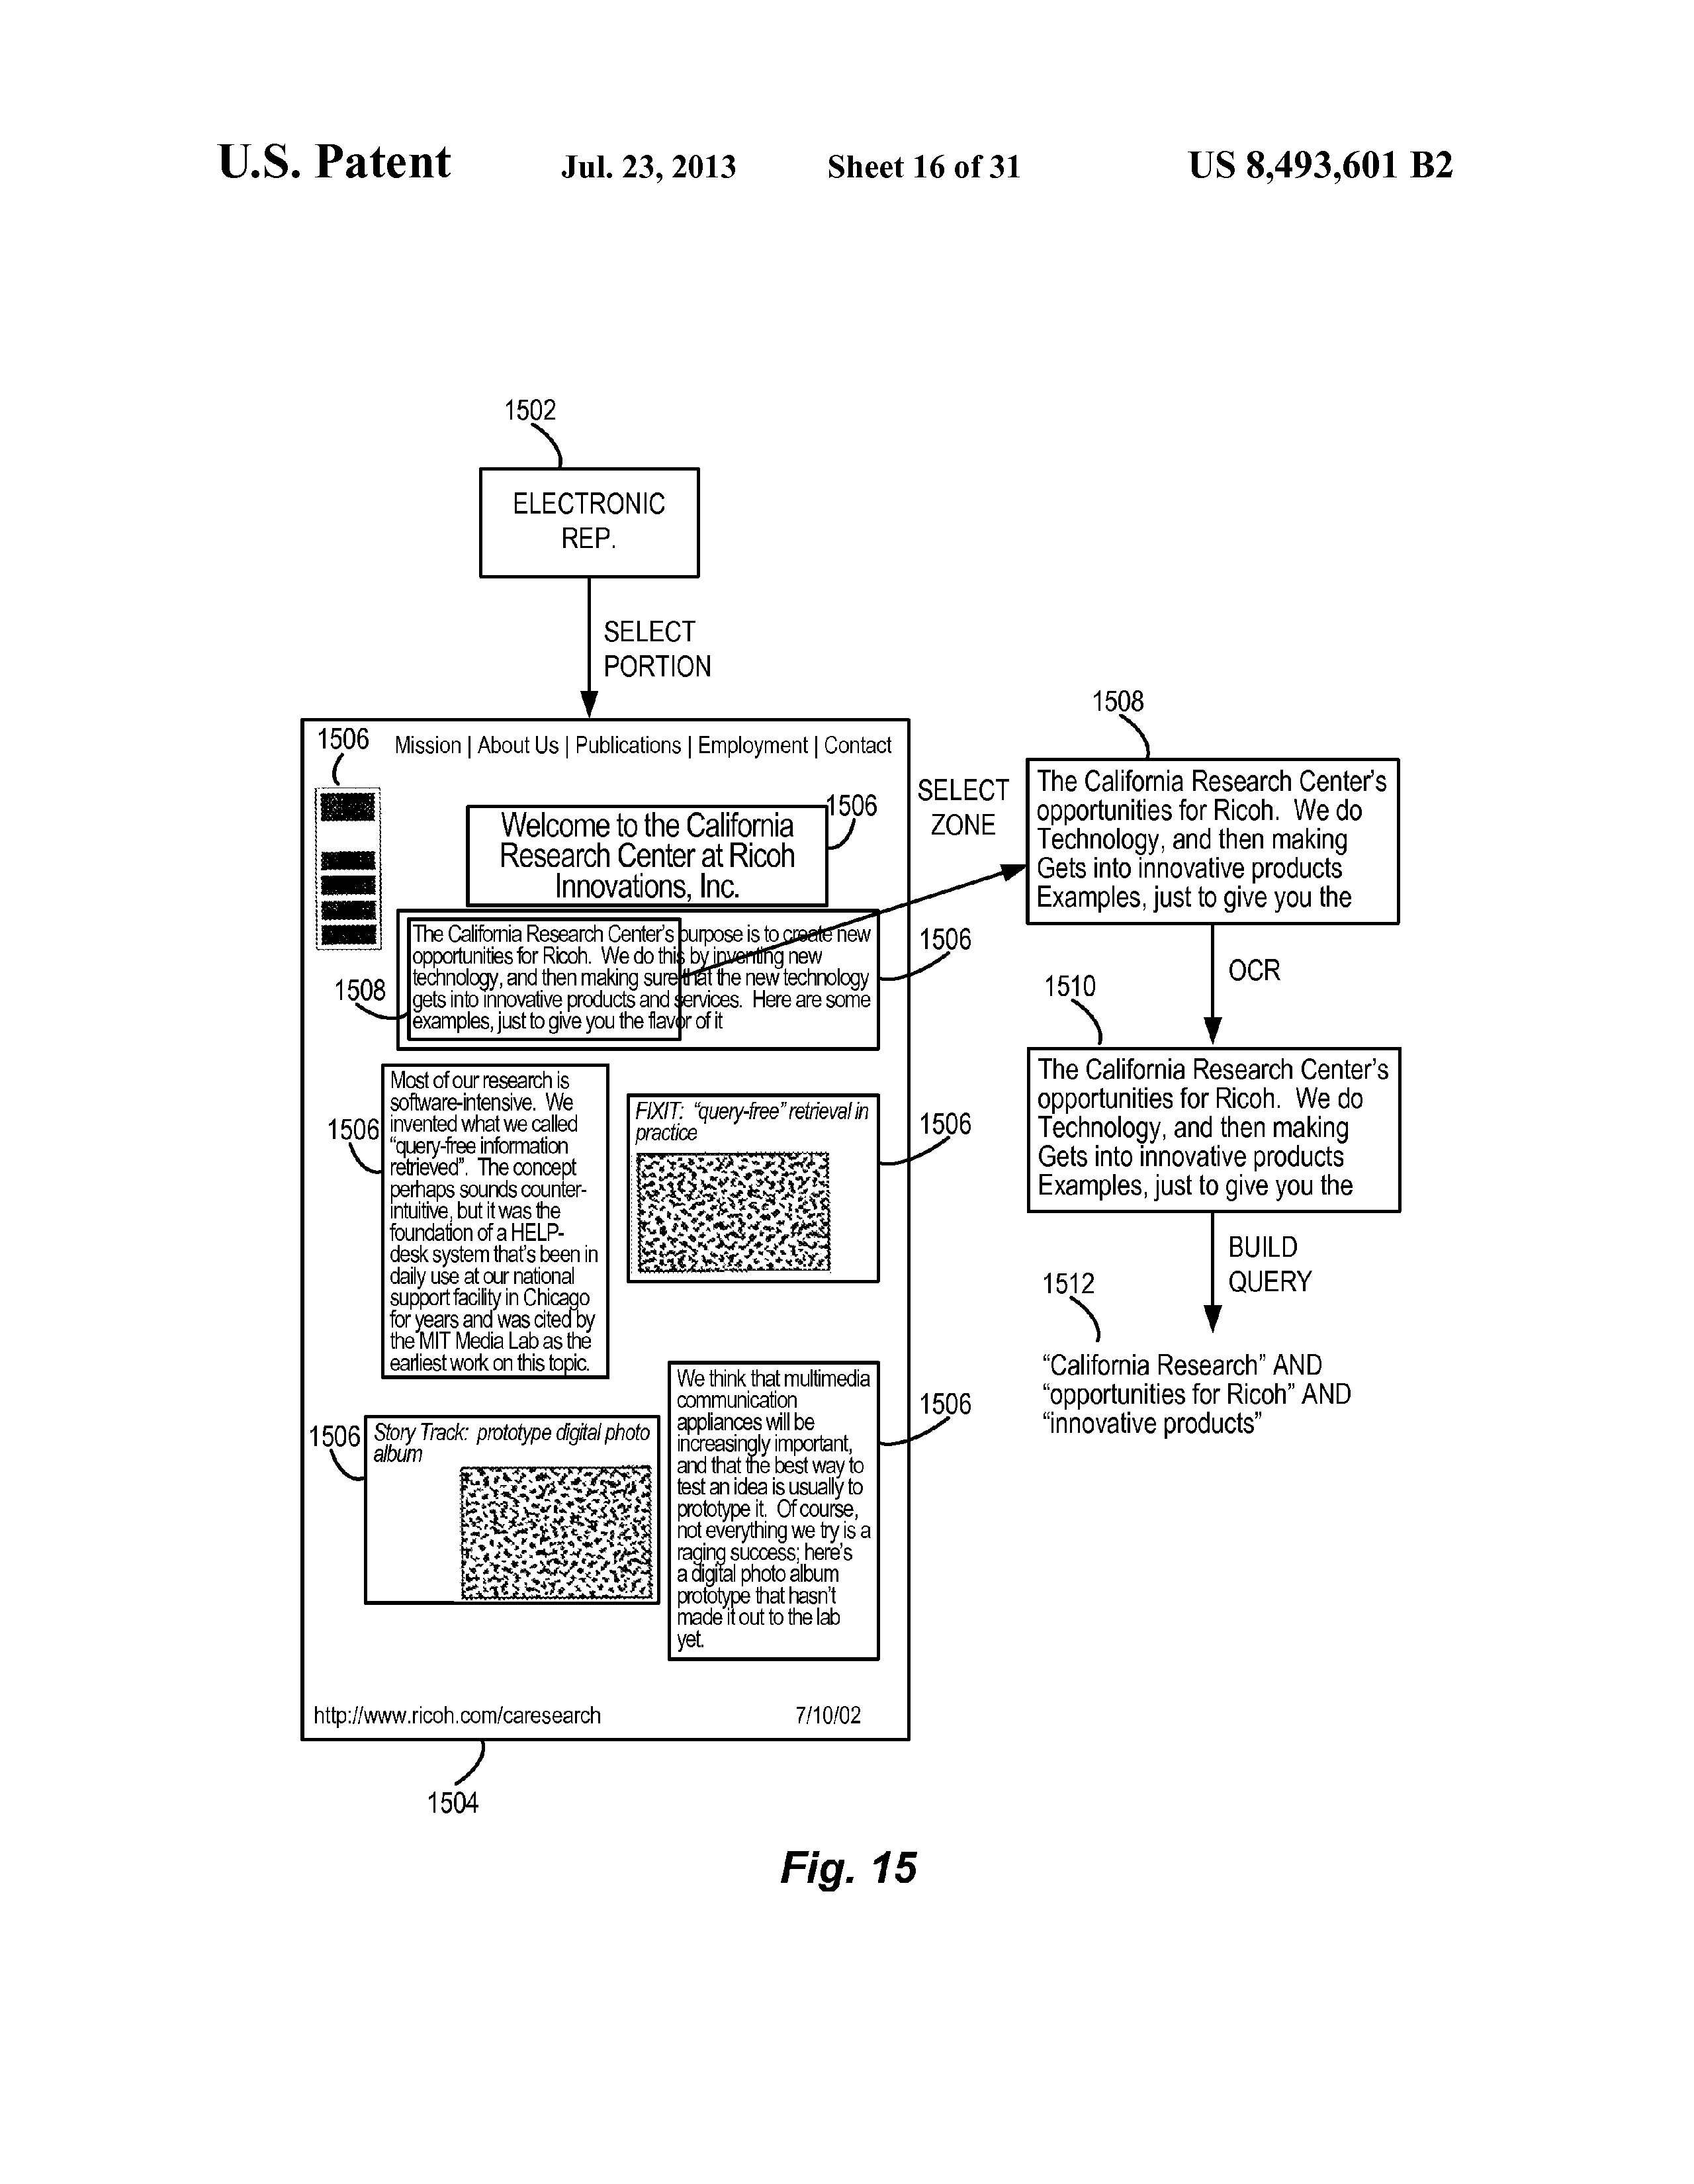 U.S. Patent Jul. 23, 2013 Sheet 16 of 31 US 8,493,601 B2
1502
ELECTRONIC
REP.
SELECT
PORTION
1506
Mission | About Us | Publications | Employment | Contact
1506
Welcome to the California
Research Center at Ricoh
Innovations, Inc.
The California Research Center's purpose is to create new
opportunities for Ricoh. We do this by inventing new
technology, and then making sure that the new technology
gets into innovative products and services. Here are some
examples, just to give you the flavor of it
1506
1508
Most of our research is
software-intensive. We
invented what we called
“query-free information
retrieved”. The concept
perhaps sounds counter-
intuitive, but it was the
foundation of a HELP-
desk system that's been in
daily use at our national
support facility in Chicago
for years and was cited by
the MIT Media Lab as the
earliest work on this topic.
1506
FIXIT: “query-free” retrieval in
practice
1506
Story Track: prototype digital photo
album
1506
We think that multimedia
communication
appliances will be
increasingly important,
and that the best way to
test an idea is usually to
prototype it. Of course,
not everything we try is a
raging success; here's
a digital photo album
prototype that hasn't
made it out to the lab
yet.
1506
http://www.ricoh.com/caresearch 7/10/02
1504
SELECT
ZONE
1508
The California Research Center's
opportunities for Ricoh. We do
Technology, and then making
Gets into innovative products
Examples, just to give you the
OCR
1510
The California Research Center's
opportunities for Ricoh. We do
Technology, and then making
Gets into innovative products
Examples, just to give you the
BUILD
QUERY
1512
“California Research” AND
“opportunities for Ricoh” AND
“innovative products”
Fig. 15